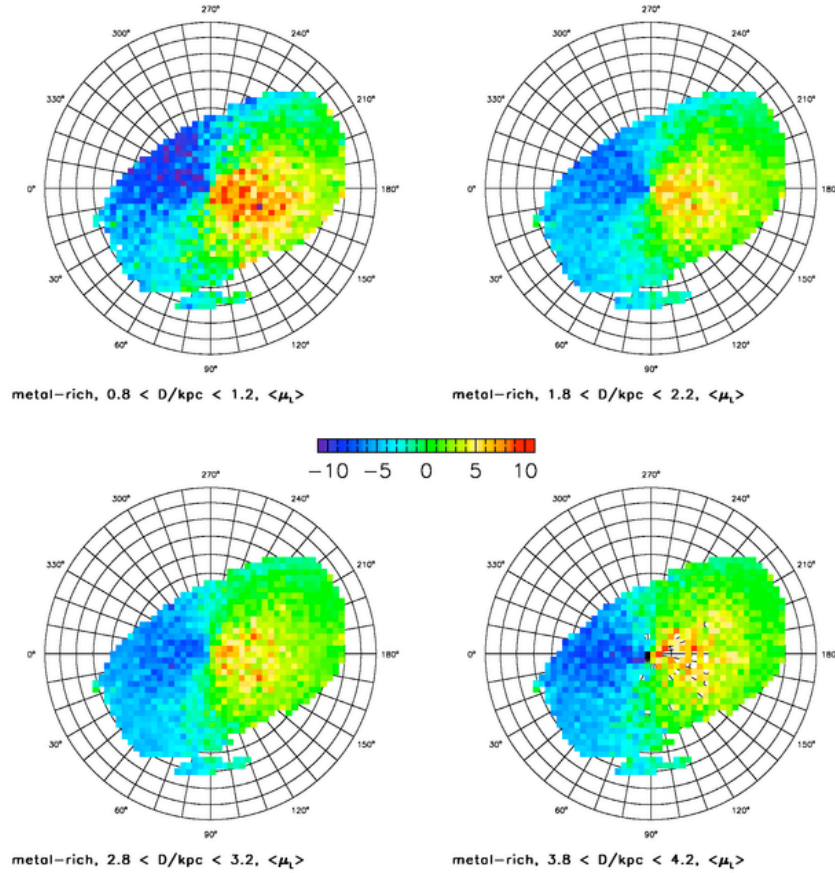 270° 270°
300° 240° 300° 240°
330° 210° 330° 210°
0° 180° 0° 180°
30° 150° 30° 150°
60° 120° 60° 120°
90° 90°
metal-rich, 0.8 < D/kpc < 1.2, <μL> metal-rich, 1.8 < D/kpc < 2.2, <μL>
-10 -5 0 5 10
270° 270°
300° 240° 300° 240°
330° 210° 330° 210°
0° 180° 0° 180°
30° 150° 30° 150°
60° 120° 60° 120°
90° 90°
metal-rich, 2.8 < D/kpc < 3.2, <μL> metal-rich, 3.8 < D/kpc < 4.2, <μL>